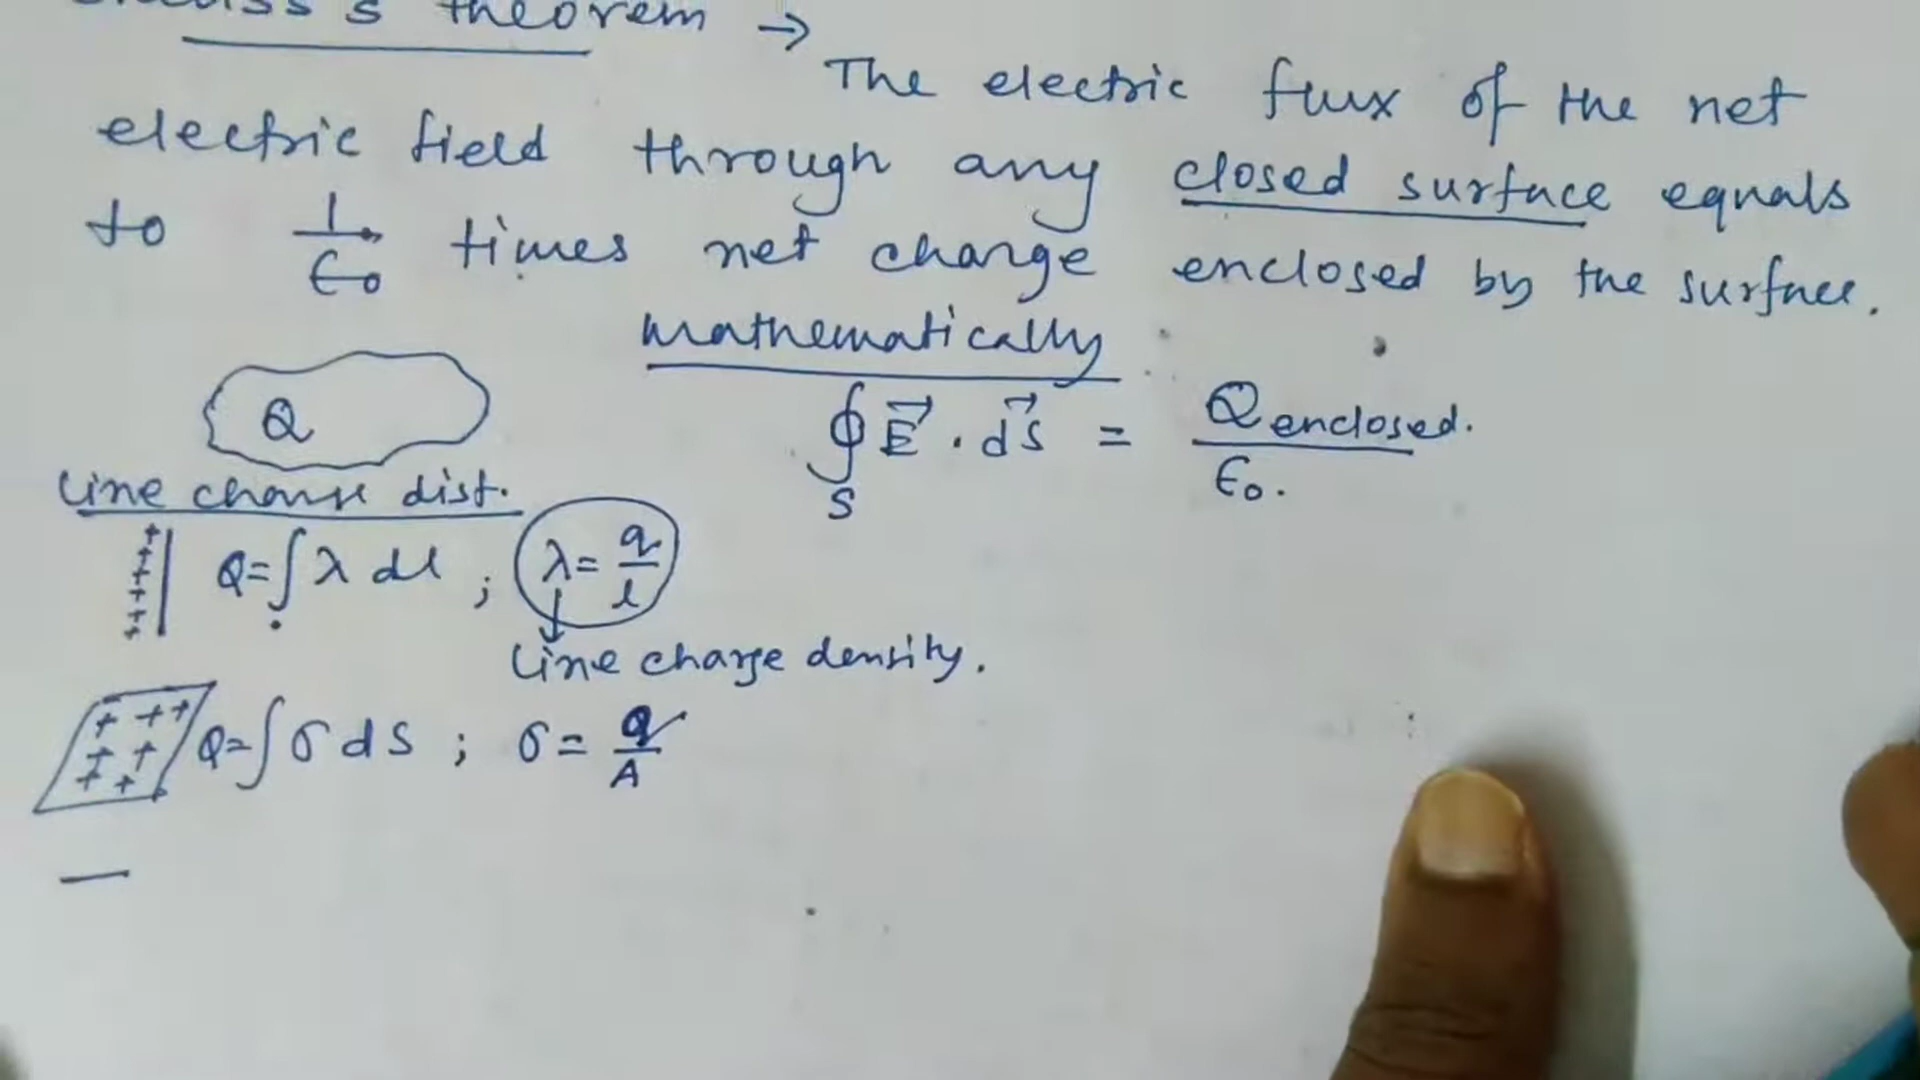 theorem →
The electric flux of the net
electric field through any closed surface equals
to 1/ϵ₀ times net charge enclosed by the surface.
Mathematically
Q
∮_S E⃗ · dS⃗ = Q enclosed. / ϵ₀.
Line charge dist.
+ + + + + + Q = ∫ λ dl ; λ = q/l
Line charge density.
+ + + + + + + Q = ∫ σ dS ; σ = q/A